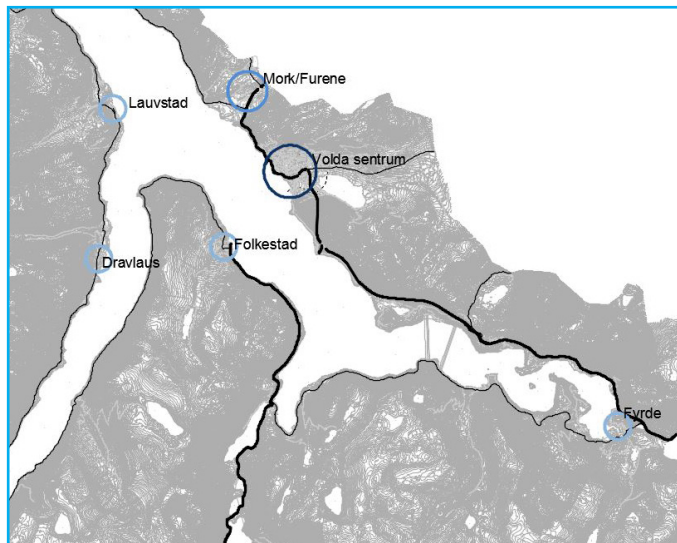 Mork/Furene
Lauvstad
Volda sentrum
Folkestad
Dravlaus
Fyrde